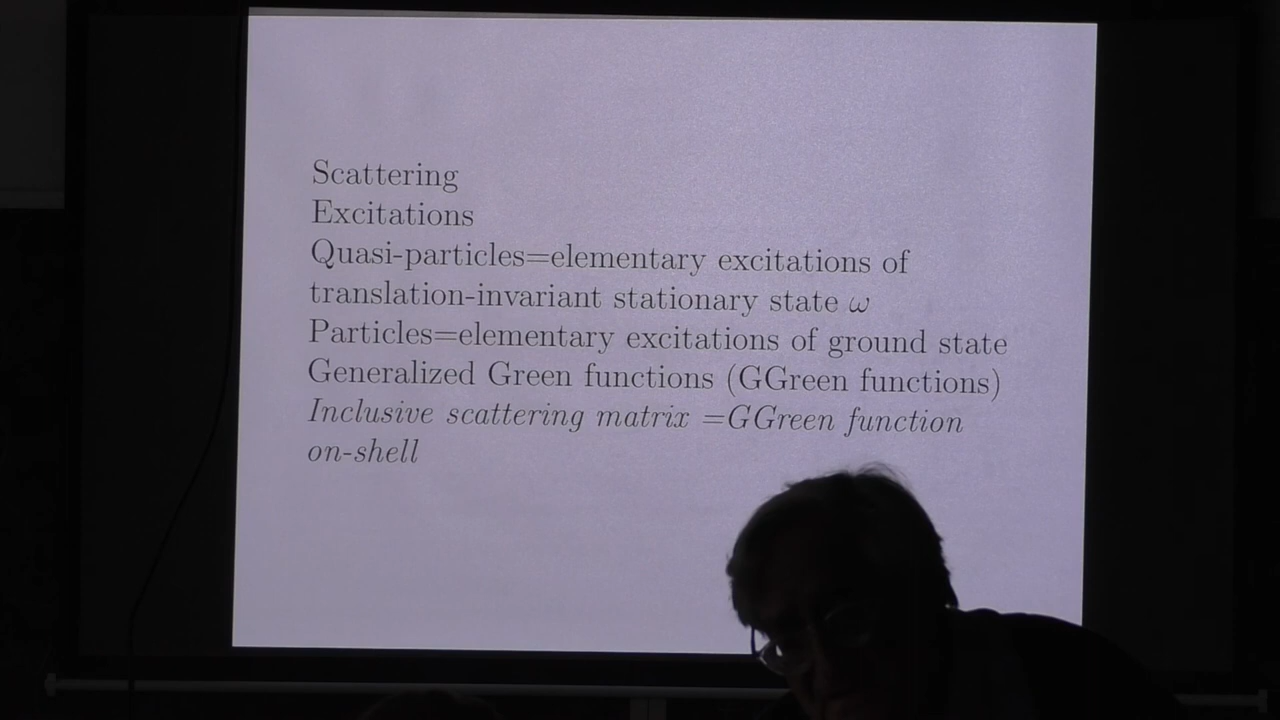 Scattering
Excitations
Quasi-particles=elementary excitations of
translation-invariant stationary state ω
Particles=elementary excitations of ground state
Generalized Green functions (GGreen functions)
Inclusive scattering matrix =GGreen function
on-shell